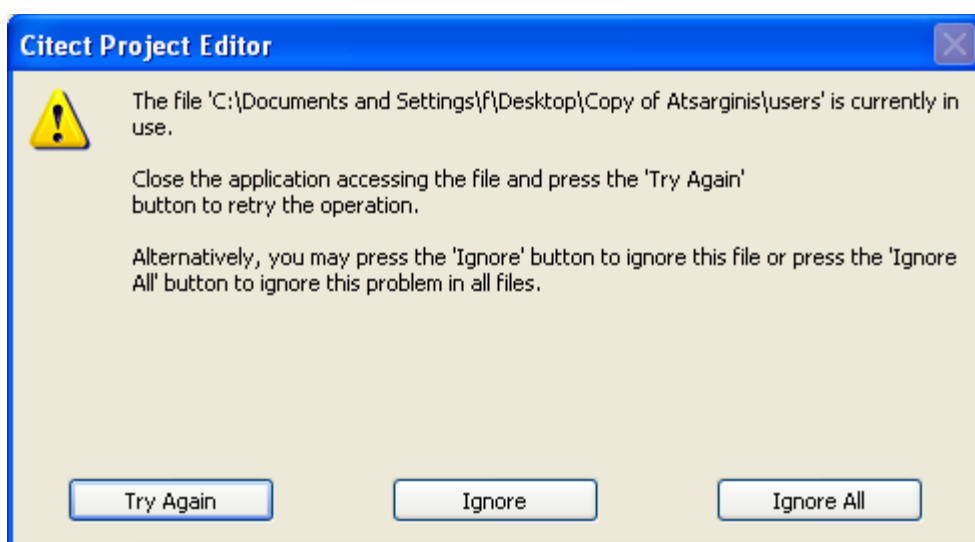 Citect Project Editor
The file 'C:\Documents and Settings\f\Desktop\Copy of Atsarginis\users' is currently in
use.
Close the application accessing the file and press the 'Try Again'
button to retry the operation.
Alternatively, you may press the 'Ignore' button to ignore this file or press the 'Ignore
All' button to ignore this problem in all files.
Try Again
Ignore
Ignore All